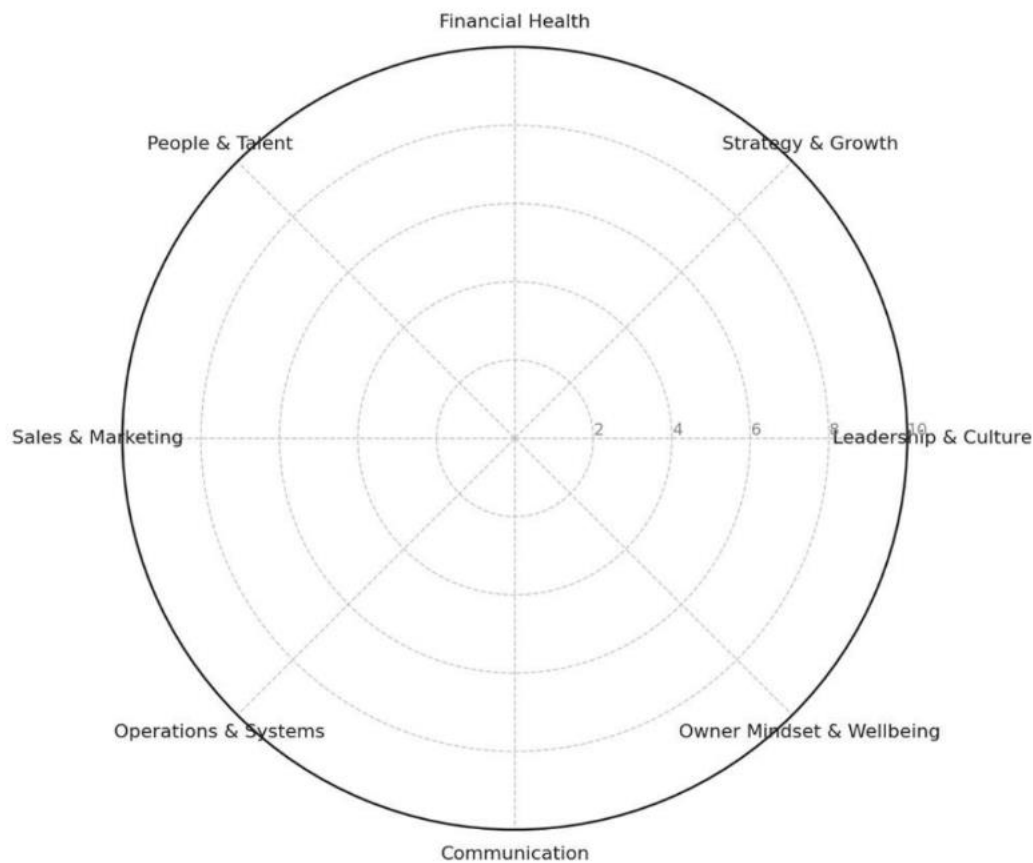 Financial Health
People & Talent
Strategy & Growth
Sales & Marketing
2
4
6
8
10
Leadership & Culture
Operations & Systems
Owner Mindset & Wellbeing
Communication